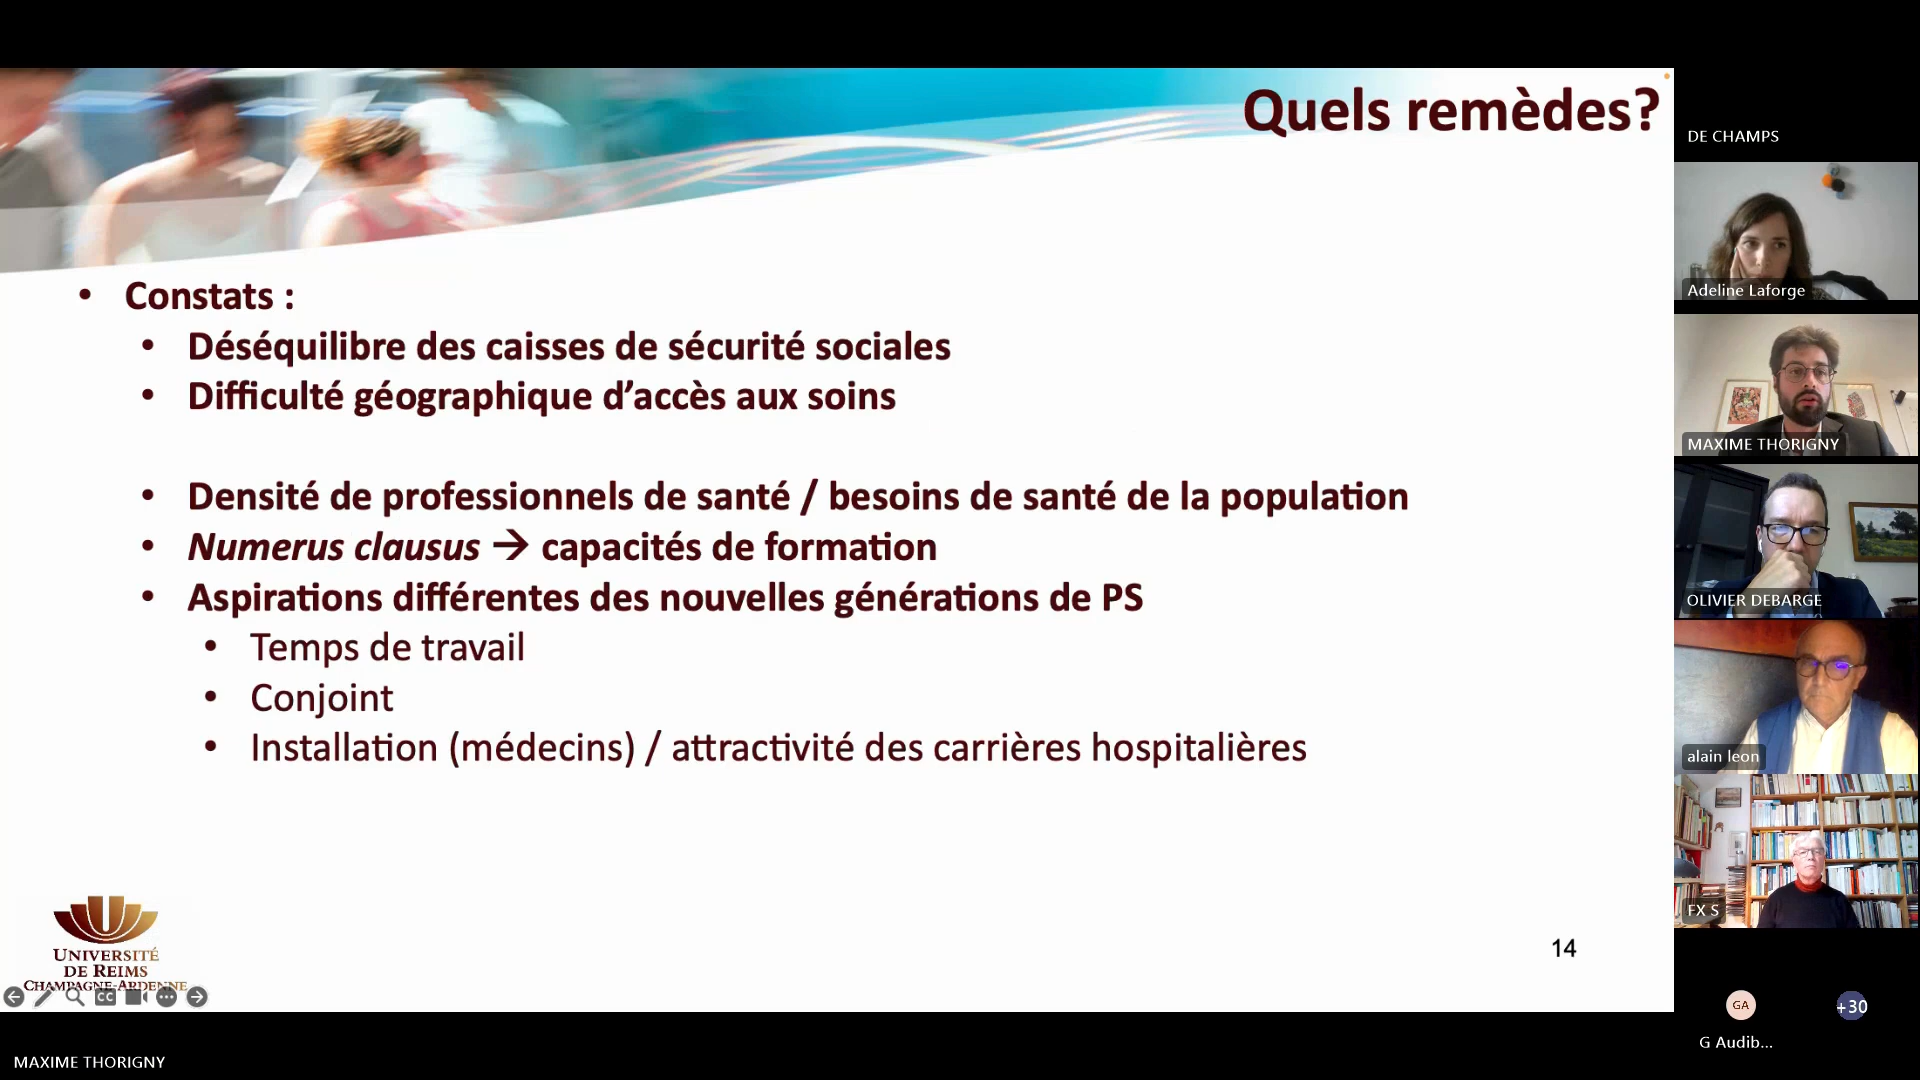 Quels remèdes?
• Constats :
• Déséquilibre des caisses de sécurité sociales
• Difficulté géographique d’accès aux soins
• Densité de professionnels de santé / besoins de santé de la population
• Numerus clausus → capacités de formation
• Aspirations différentes des nouvelles générations de PS
• Temps de travail
• Conjoint
• Installation (médecins) / attractivité des carrières hospitalières
UNIVERSITÉ
DE REIMS
CHAMPAGNE-ARDENNE
CC
14
MAXIME THORIGNY
DE CHAMPS
Adeline Laforge
MAXIME THORIGNY
OLIVIER DEBARGE
alain leon
FX S
GA
+30
G Audib...